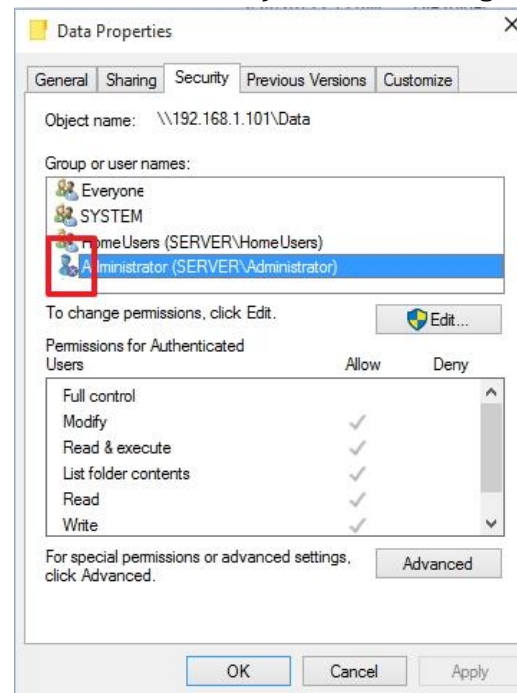 Data Properties
General Sharing Security Previous Versions Customize
Object name: \\192.168.1.101\Data
Group or user names:
Everyone
SYSTEM
HomeUsers (SERVER\HomeUsers)
Administrator (SERVER\Administrator)
To change permissions, click Edit.
Edit...
Permissions for Authenticated
Users Allow Deny
Full control
Modify
Read & execute
List folder contents
Read
Write
For special permissions or advanced settings,
click Advanced.
Advanced
OK Cancel Apply